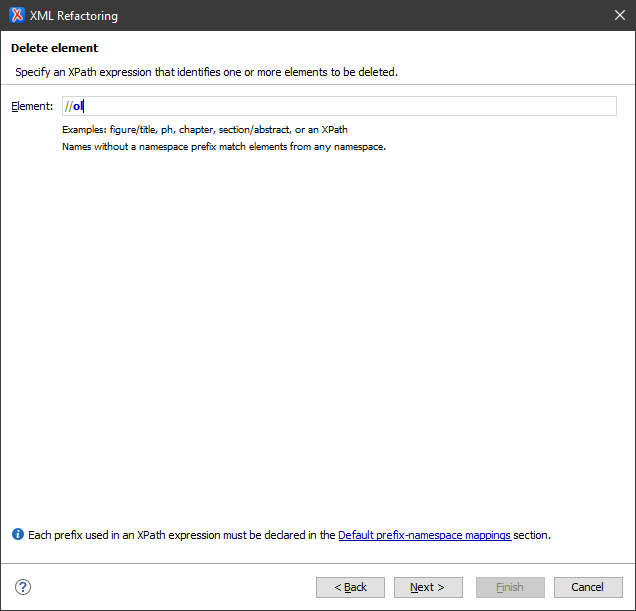 XML Refactoring
Delete element
Specify an XPath expression that identifies one or more elements to be deleted.
Element: //ol
Examples: figure/title, ph, chapter, section/abstract, or an XPath
Names without a namespace prefix match elements from any namespace.
Each prefix used in an XPath expression must be declared in the Default prefix-namespace mappings section.
? < Back Next > Finish Cancel